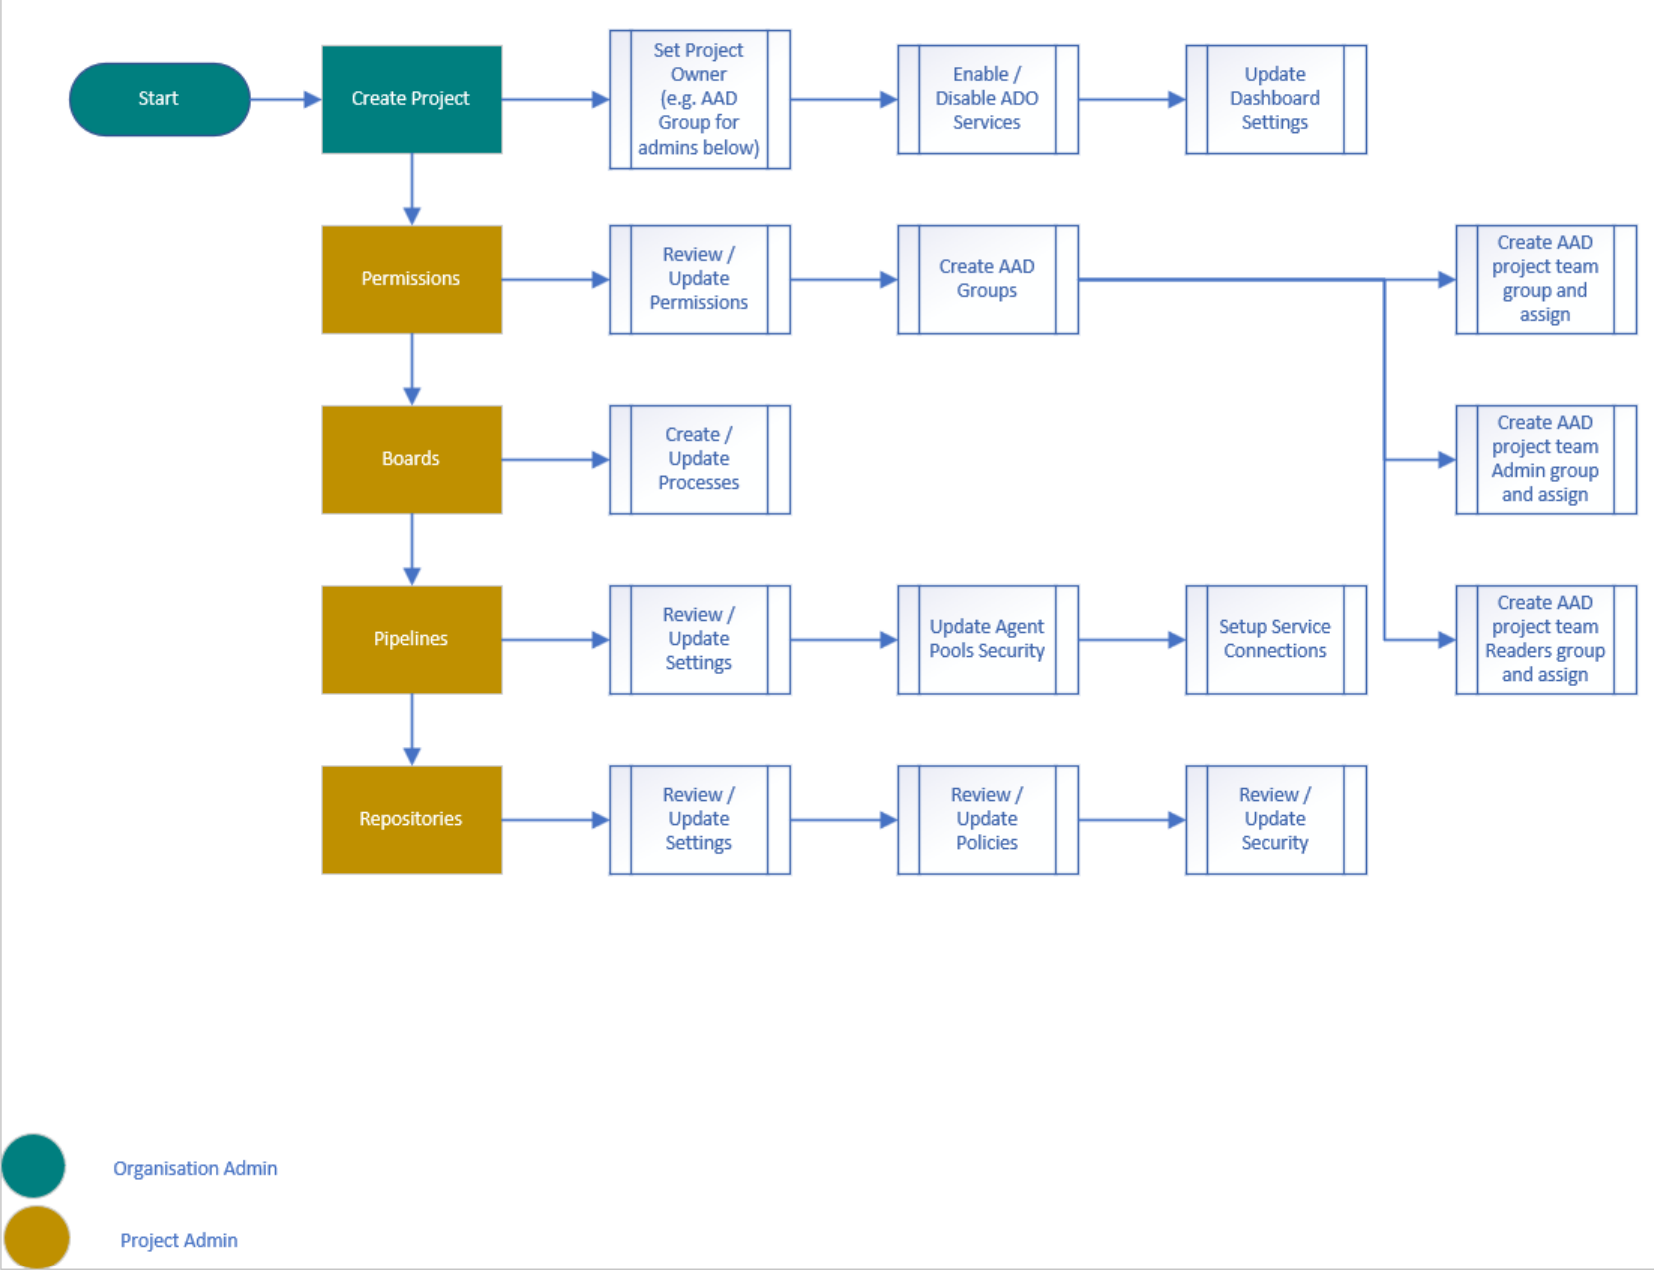 Start
Create Project
Set Project
Owner
(e.g. AAD
Group for
admins below)
Enable /
Disable ADO
Services
Update
Dashboard
Settings
Permissions
Review /
Update
Permissions
Create AAD
Groups
Create AAD
project team
group and
assign
Boards
Create /
Update
Processes
Create AAD
project team
Admin group
and assign
Pipelines
Review /
Update
Settings
Update Agent
Pools Security
Setup Service
Connections
Create AAD
project team
Readers group
and assign
Repositories
Review /
Update
Settings
Review /
Update
Policies
Review /
Update
Security
Organisation Admin
Project Admin